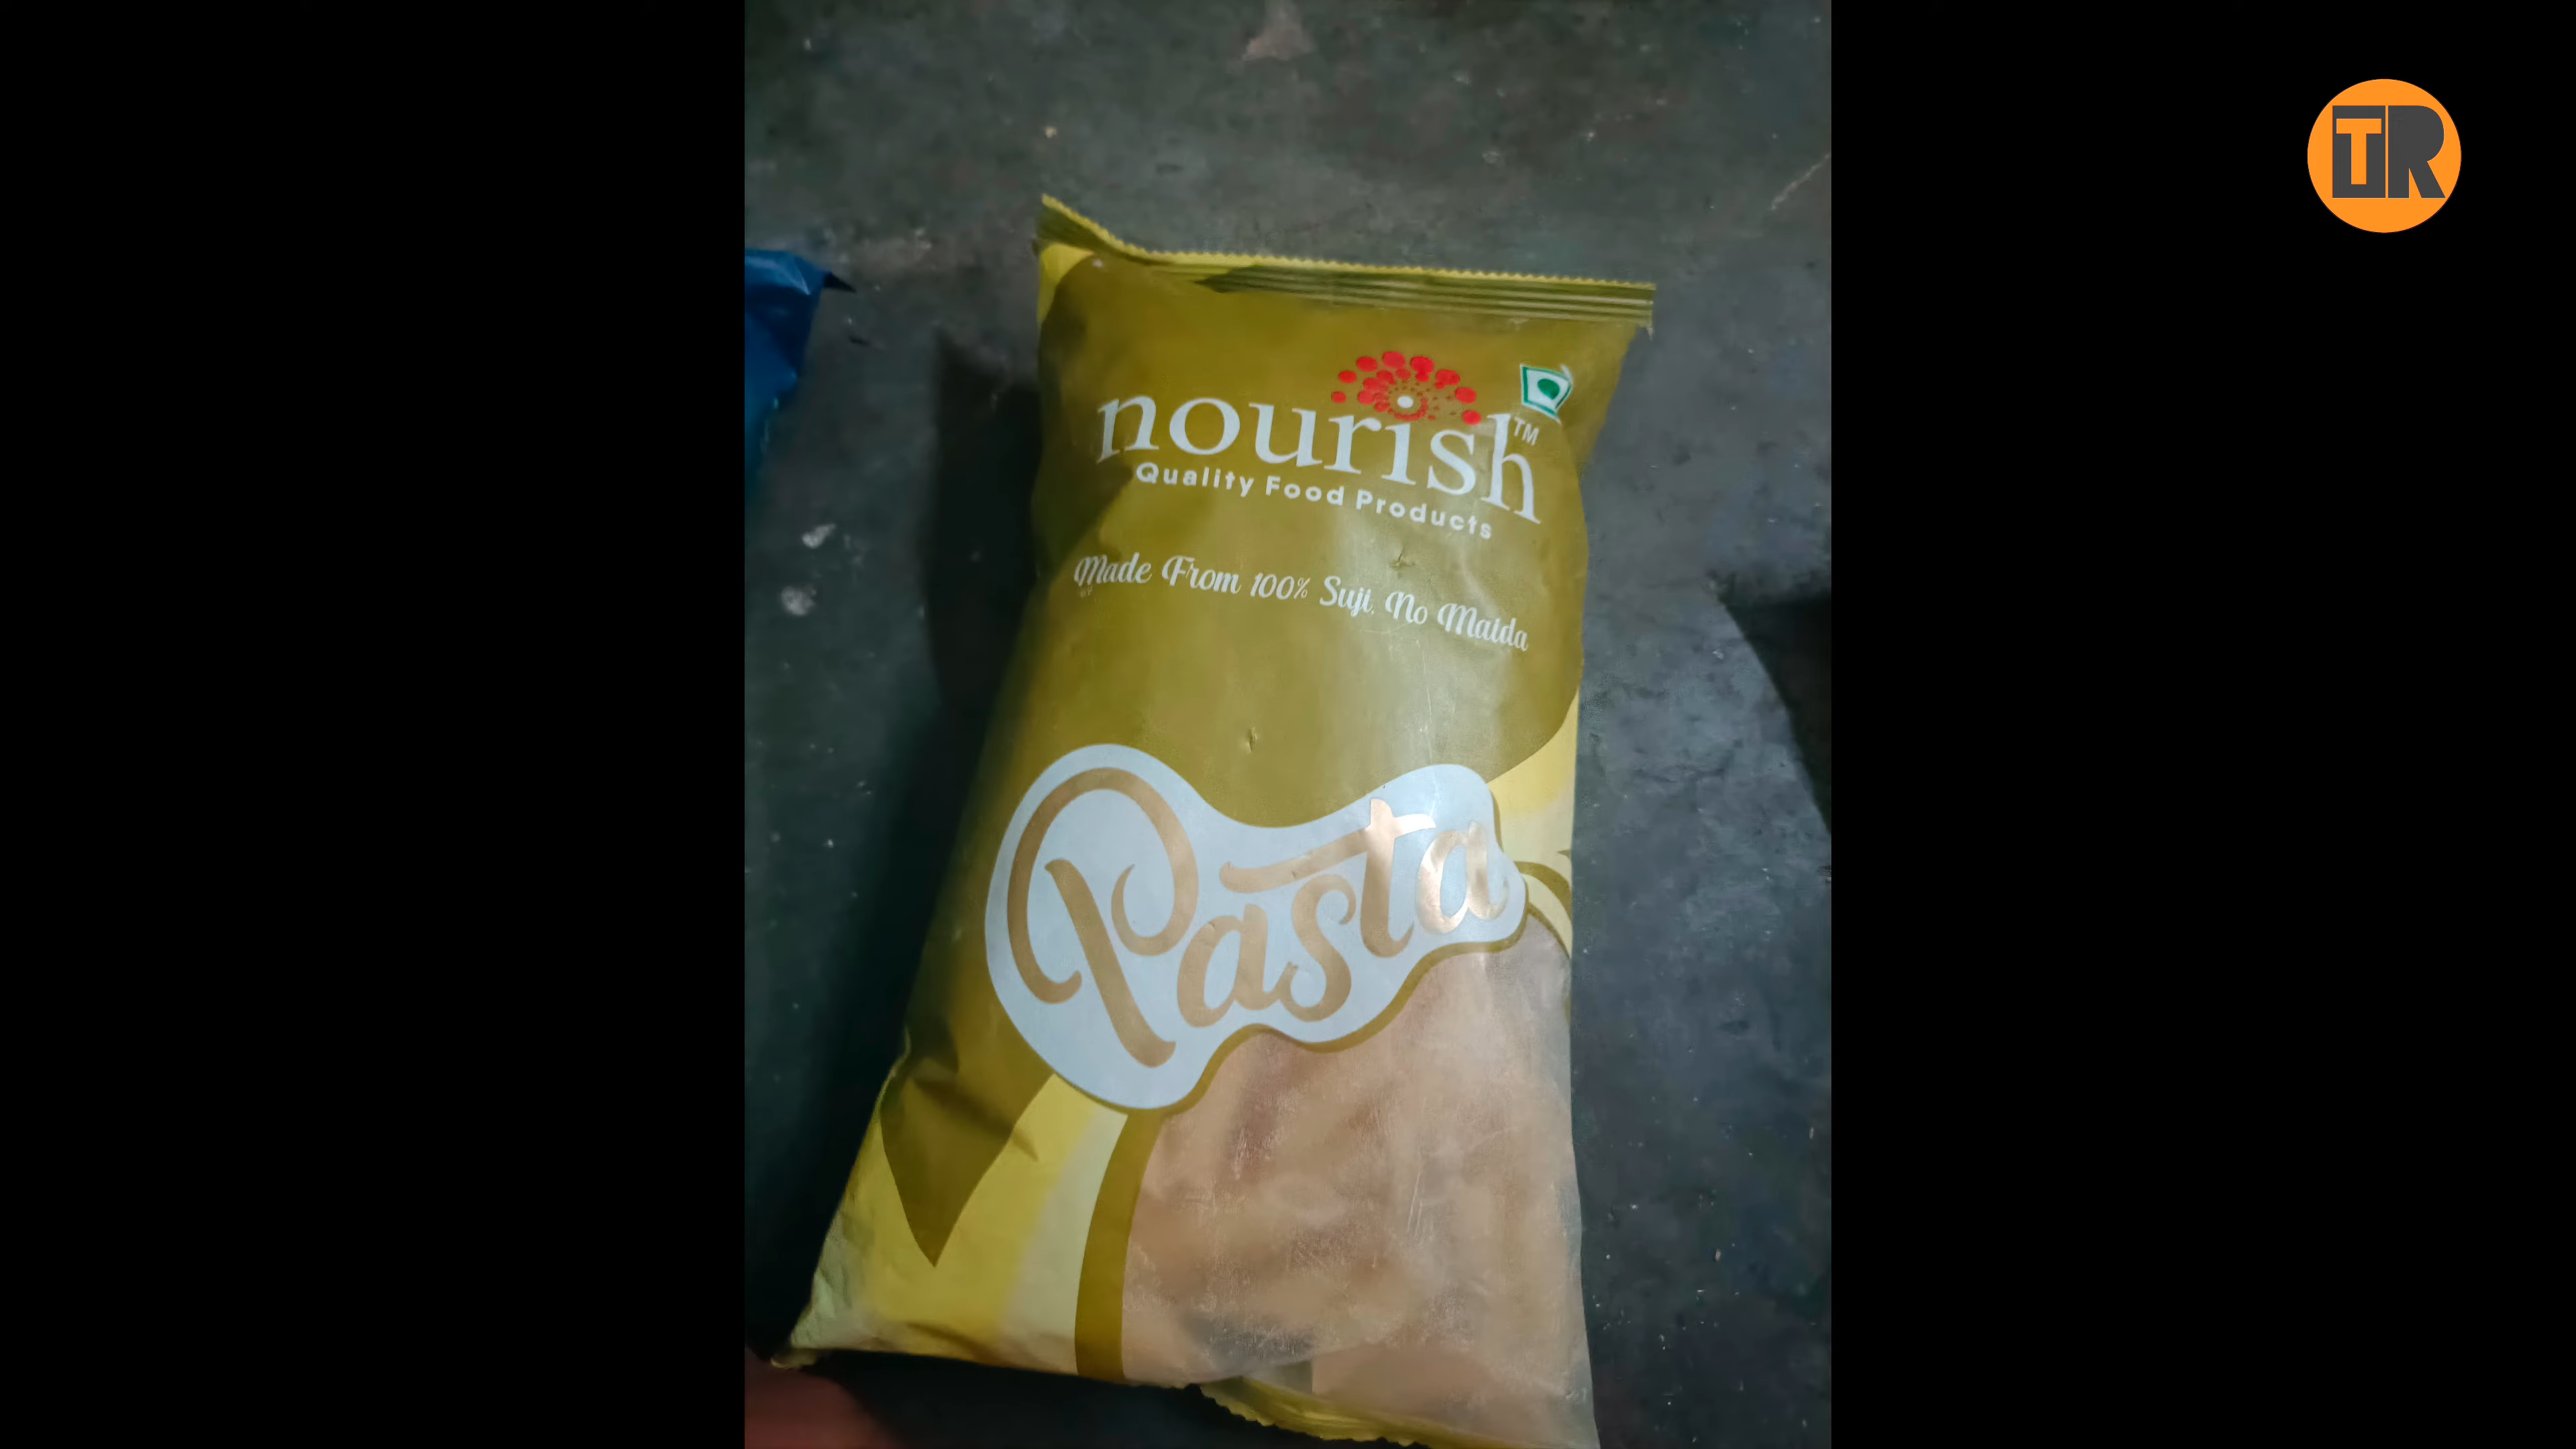 TR
nourish™
Quality Food Products
Made From 100% Suji, No Maida
Pasta